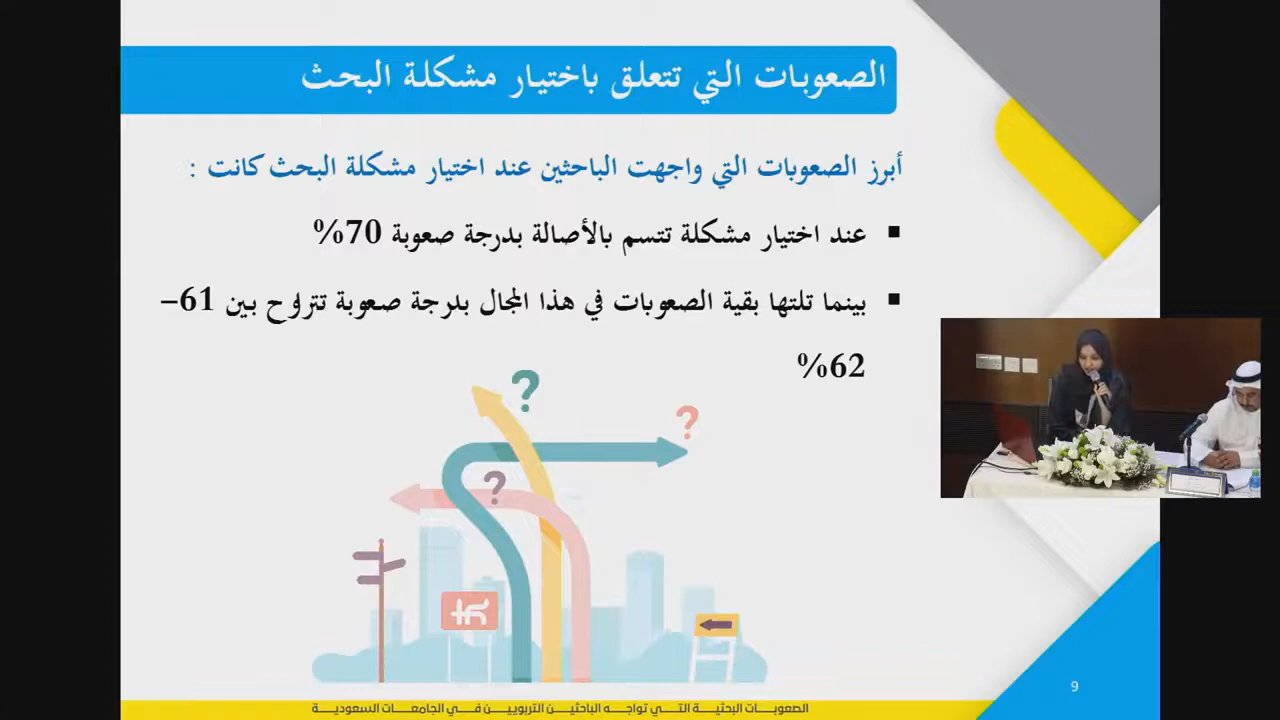 الصعوبات التي تتعلق باختيار مشكلة البحث
أبرز الصعوبات التي واجهت الباحثين عند اختيار مشكلة البحث كانت :
▪ عند اختيار مشكلة تتسم بالأصالة بدرجة صعوبة 70%
▪ بينما تلتها بقية الصعوبات في هذا المجال بدرجة صعوبة تتراوح بين 61-
62%
?
?
?
9
الصعوبات البحثية التي تواجه الباحثين التربويين في الجامعات السعودية